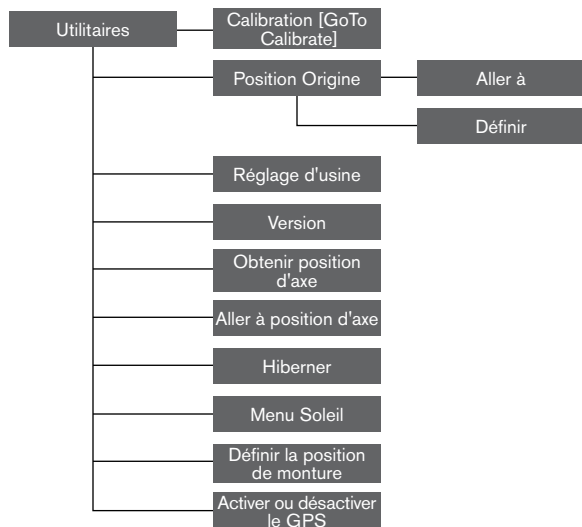 Utilitaires
Calibration [GoTo
Calibrate]
Position Origine
Aller à
Définir
Réglage d'usine
Version
Obtenir position
d'axe
Aller à position d'axe
Hiberner
Menu Soleil
Définir la position
de monture
Activer ou désactiver
le GPS